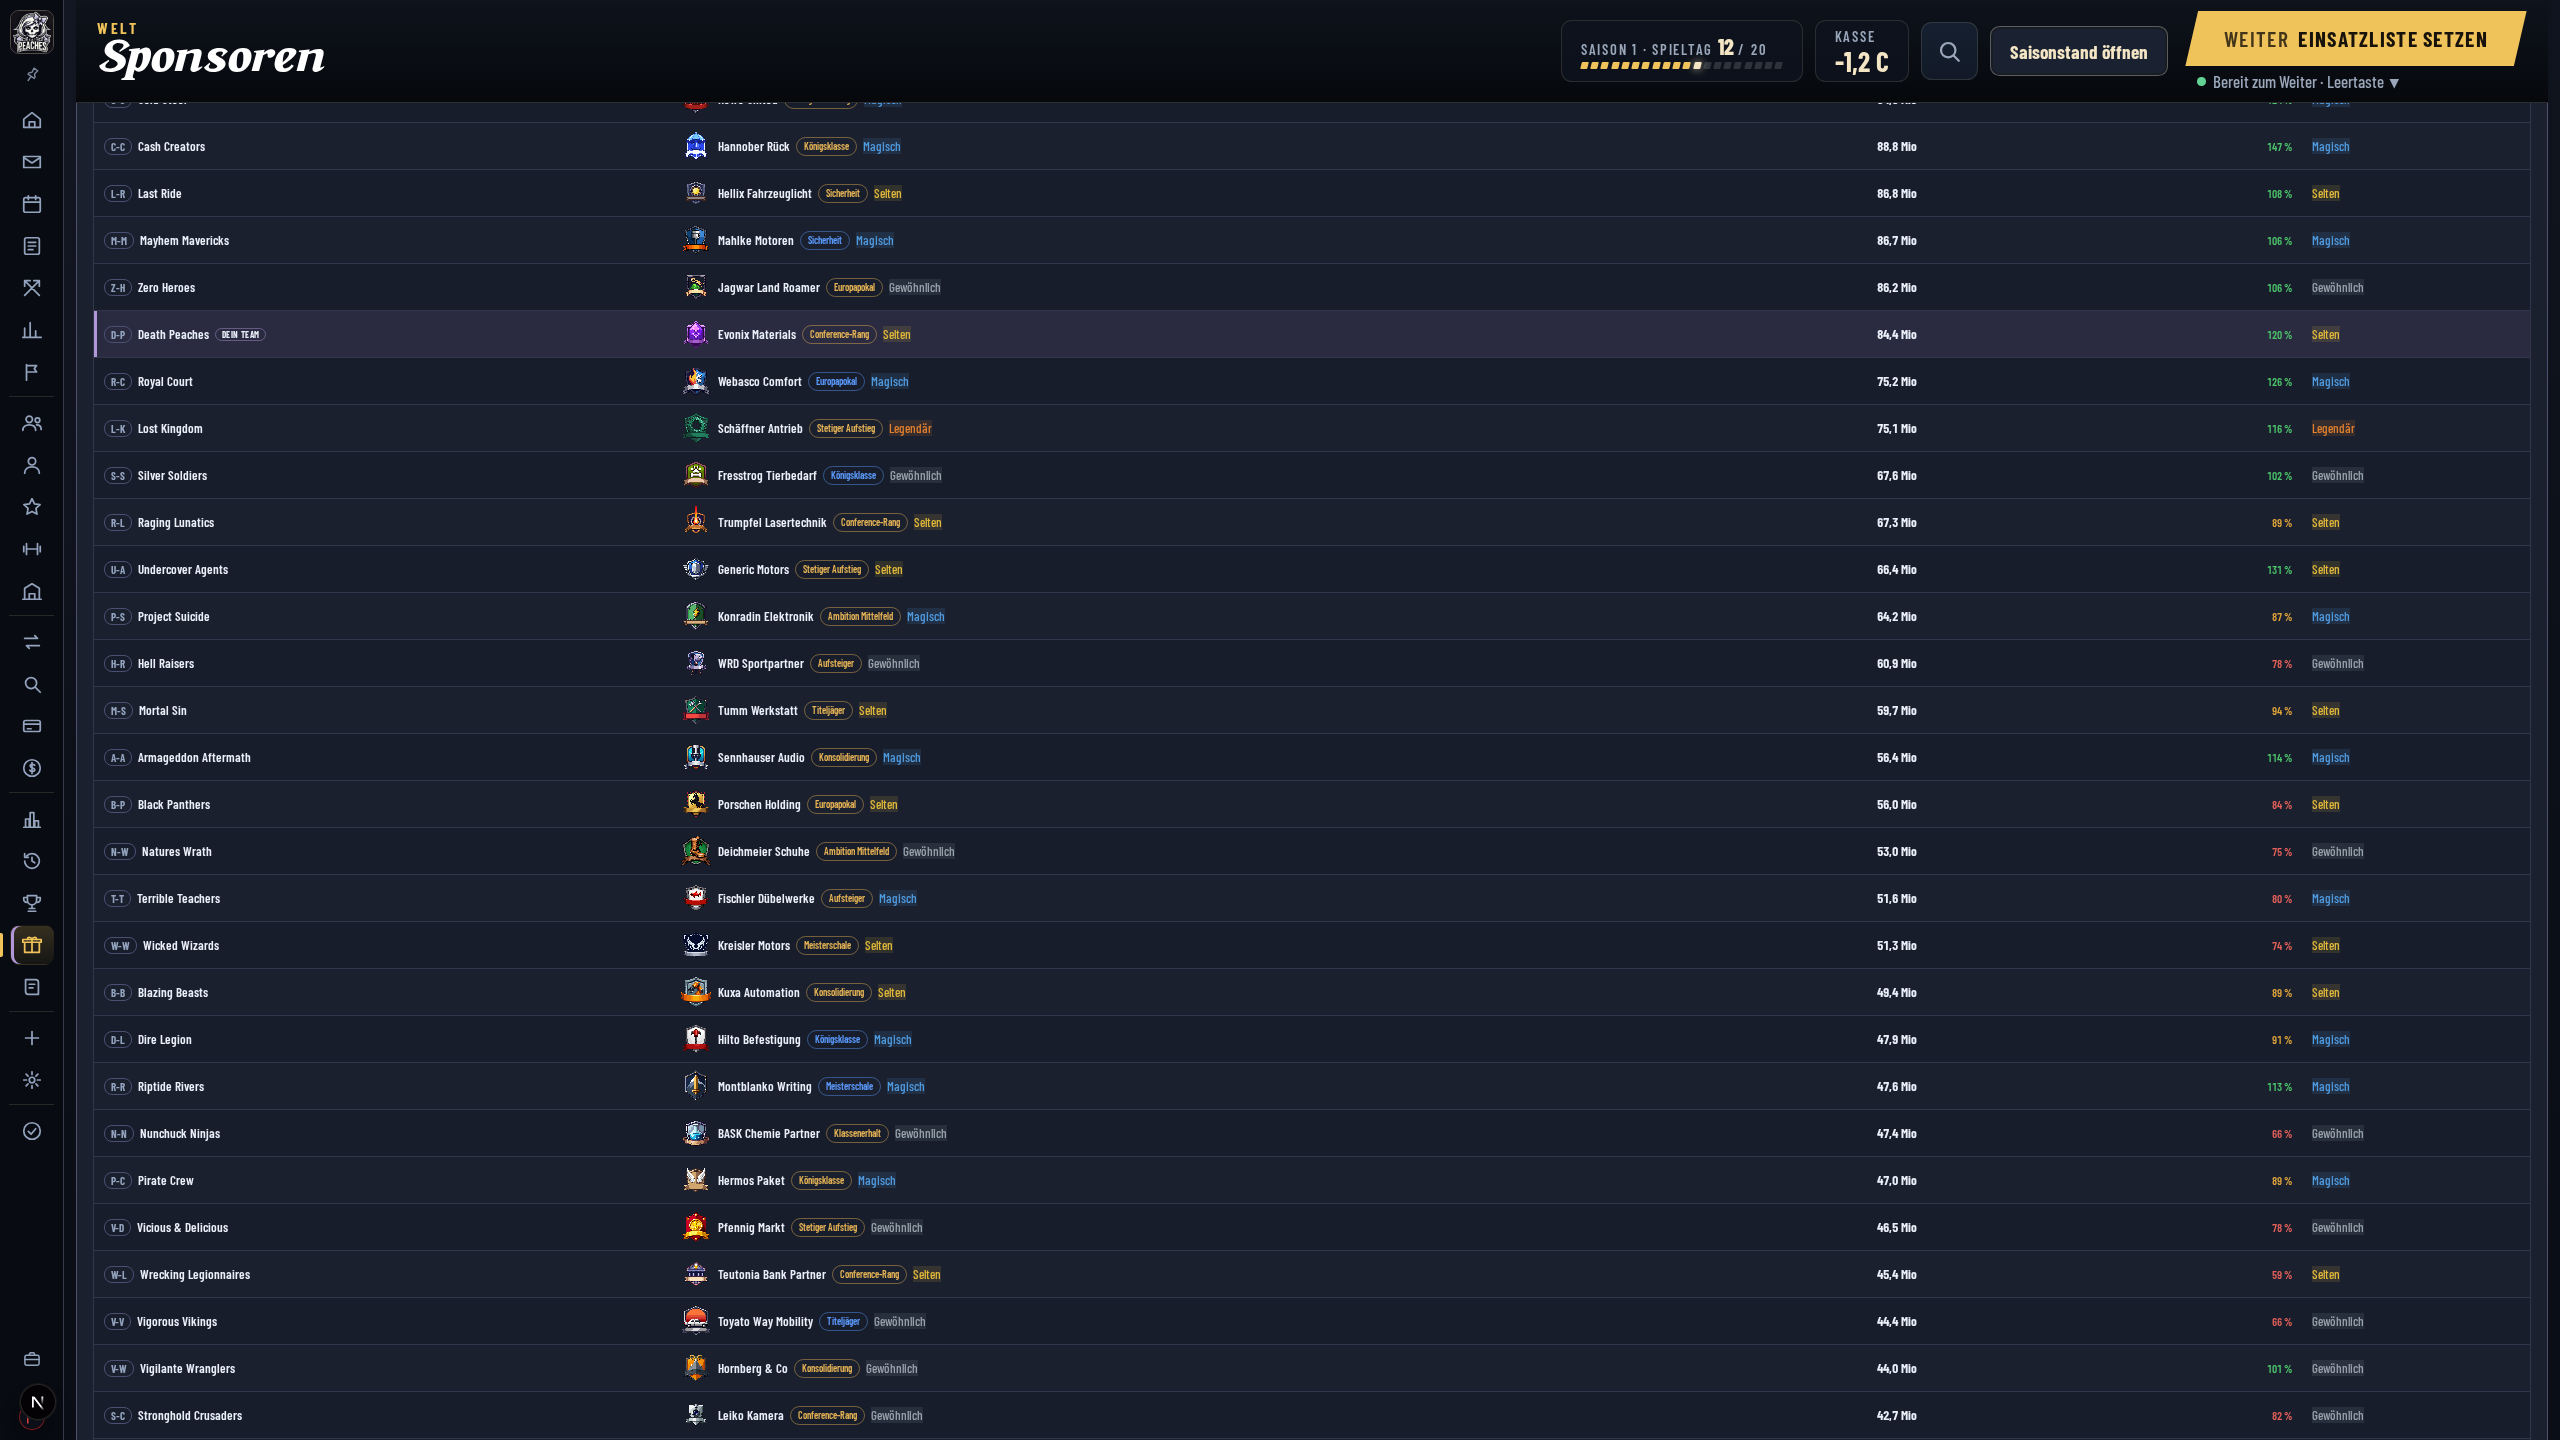 PEACHES
WELT
Sponsoren
SAISON 1 · SPIELTAG 12 / 20
KASSE
-1,2 C
Saisonstand öffnen
WEITER EINSATZLISTE SETZEN
Bereit zum Weiter · Leertaste ▼
C-C Cash Creators Hannober Rück Königsklasse Magisch 88,8 Mio 147 % Magisch
L-R Last Ride Hellix Fahrzeuglicht Sicherheit Selten 86,8 Mio 108 % Selten
M-M Mayhem Mavericks Mahlke Motoren Sicherheit Magisch 86,7 Mio 106 % Magisch
Z-H Zero Heroes Jagwar Land Roamer Europapokal Gewöhnlich 86,2 Mio 106 % Gewöhnlich
D-P Death Peaches DEIN TEAM Evonix Materials Conference-Rang Selten 84,4 Mio 120 % Selten
R-C Royal Court Webasco Comfort Europapokal Magisch 75,2 Mio 126 % Magisch
L-K Lost Kingdom Schäffner Antrieb Stetiger Aufstieg Legendär 75,1 Mio 116 % Legendär
S-S Silver Soldiers Fresstrog Tierbedarf Königsklasse Gewöhnlich 67,6 Mio 102 % Gewöhnlich
R-L Raging Lunatics Trumpfel Lasertechnik Conference-Rang Selten 67,3 Mio 89 % Selten
U-A Undercover Agents Generic Motors Stetiger Aufstieg Selten 66,4 Mio 131 % Selten
P-S Project Suicide Konradin Elektronik Ambition Mittelfeld Magisch 64,2 Mio 87 % Magisch
H-R Hell Raisers WRD Sportpartner Aufsteiger Gewöhnlich 60,9 Mio 78 % Gewöhnlich
M-S Mortal Sin Tumm Werkstatt Titeljäger Selten 59,7 Mio 94 % Selten
A-A Armageddon Aftermath Sennhauser Audio Konsolidierung Magisch 56,4 Mio 114 % Magisch
B-P Black Panthers Porschen Holding Europapokal Selten 56,0 Mio 84 % Selten
N-W Natures Wrath Deichmeier Schuhe Ambition Mittelfeld Gewöhnlich 53,0 Mio 75 % Gewöhnlich
T-T Terrible Teachers Fischler Dübelwerke Aufsteiger Magisch 51,6 Mio 80 % Magisch
W-W Wicked Wizards Kreisler Motors Meisterschale Selten 51,3 Mio 74 % Selten
B-B Blazing Beasts Kuxa Automation Konsolidierung Selten 49,4 Mio 89 % Selten
D-L Dire Legion Hilto Befestigung Königsklasse Magisch 47,9 Mio 91 % Magisch
R-R Riptide Rivers Montblanko Writing Meisterschale Magisch 47,6 Mio 113 % Magisch
N-N Nunchuck Ninjas BASK Chemie Partner Klassenerhalt Gewöhnlich 47,4 Mio 66 % Gewöhnlich
P-C Pirate Crew Hermos Paket Königsklasse Magisch 47,0 Mio 89 % Magisch
V-D Vicious & Delicious Pfennig Markt Stetiger Aufstieg Gewöhnlich 46,5 Mio 78 % Gewöhnlich
W-L Wrecking Legionnaires Teutonia Bank Partner Conference-Rang Selten 45,4 Mio 59 % Selten
V-V Vigorous Vikings Toyato Way Mobility Titeljäger Gewöhnlich 44,4 Mio 66 % Gewöhnlich
V-W Vigilante Wranglers Hornberg & Co Konsolidierung Gewöhnlich 44,0 Mio 101 % Gewöhnlich
S-C Stronghold Crusaders Leiko Kamera Conference-Rang Gewöhnlich 42,7 Mio 82 % Gewöhnlich
N